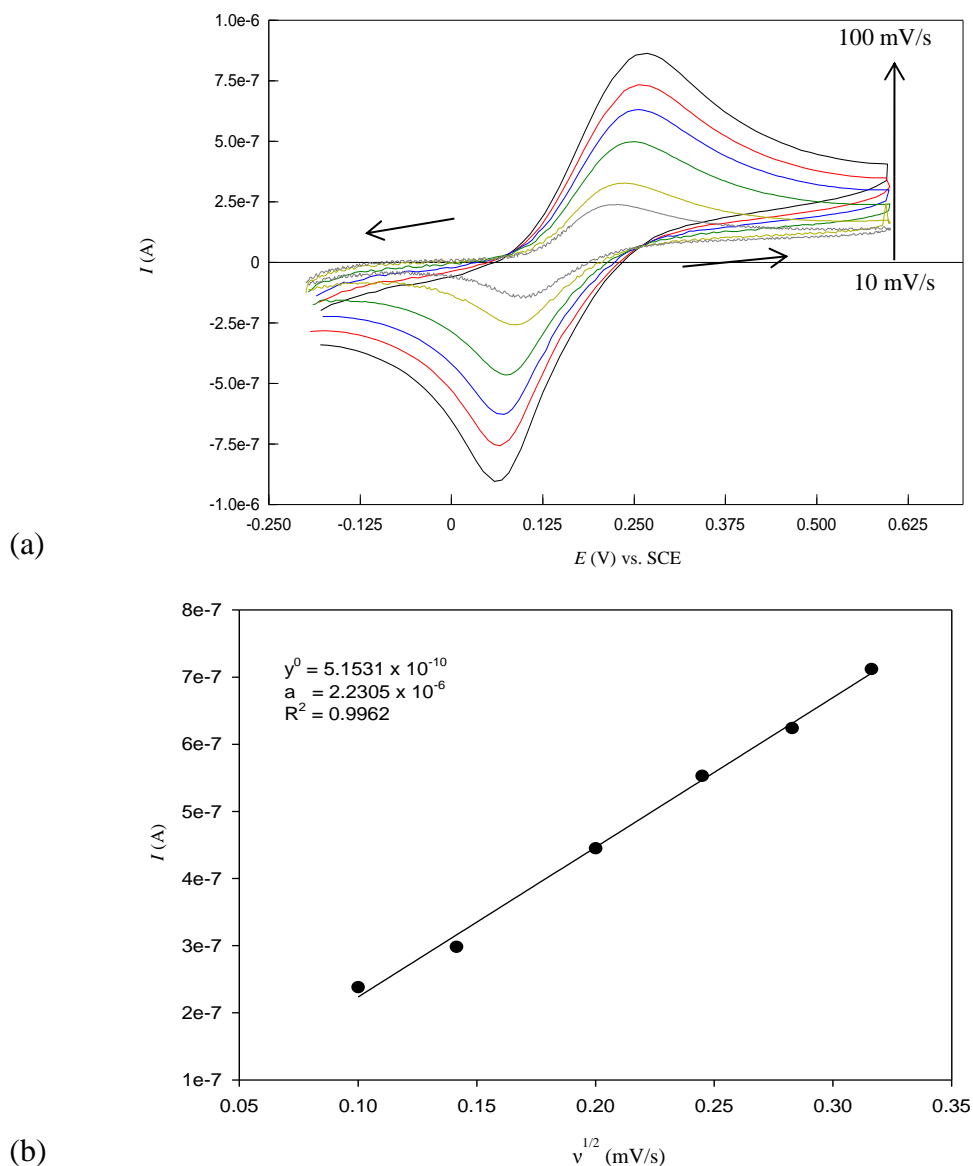 1.0e-6
7.5e-7
5.0e-7
2.5e-7
0
-2.5e-7
-5.0e-7
-7.5e-7
-1.0e-6
I (A)
100 mV/s
10 mV/s
-0.250 -0.125 0 0.125 0.250 0.375 0.500 0.625
E (V) vs. SCE
(a)
8e-7
7e-7
6e-7
5e-7
4e-7
3e-7
2e-7
1e-7
I (A)
y⁰ = 5.1531 x 10⁻¹⁰
a = 2.2305 x 10⁻⁶
R² = 0.9962
0.05 0.10 0.15 0.20 0.25 0.30 0.35
ν¹/² (mV/s)
(b)